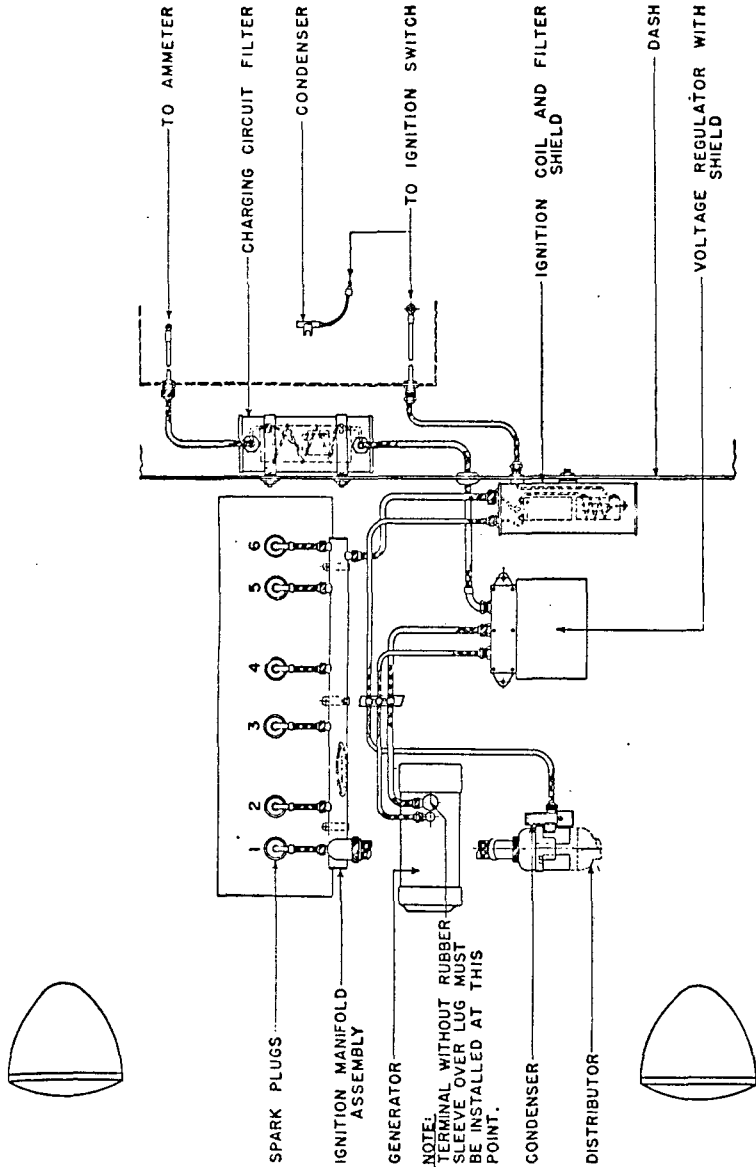 TO AMMETER
CHARGING CIRCUIT FILTER
CONDENSER
TO IGNITION SWITCH
IGNITION COIL AND FILTER
SHIELD
DASH
VOLTAGE REGULATOR WITH
SHIELD
1
2
3
4
5
6
SPARK PLUGS
IGNITION MANIFOLD
ASSEMBLY
GENERATOR
NOTE:
TERMINAL WITHOUT RUBBER
SLEEVE OVER LUG MUST
BE INSTALLED AT THIS
POINT.
CONDENSER
DISTRIBUTOR